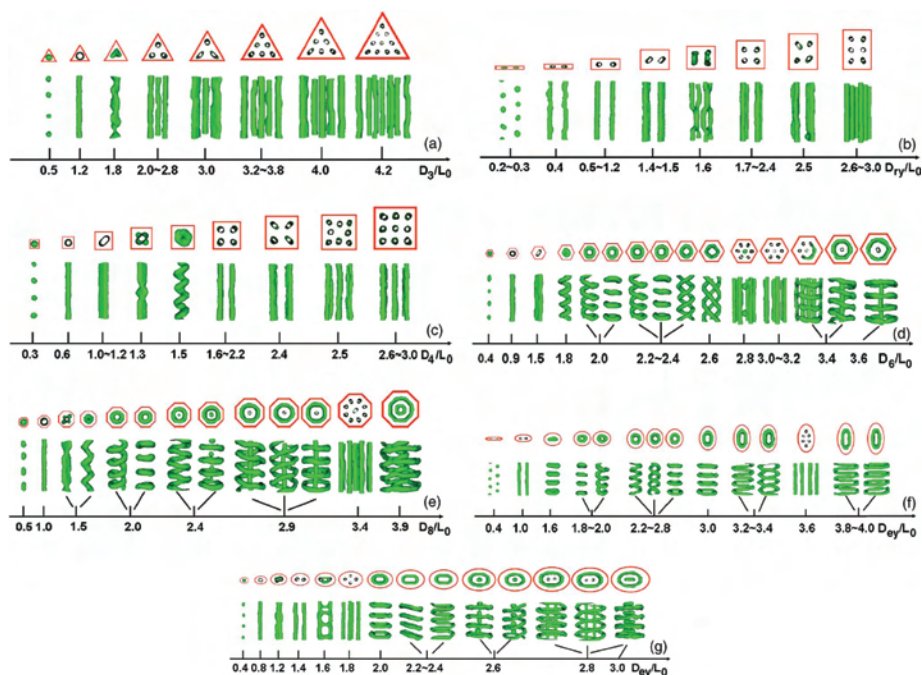 (a)
0.5 1.2 1.8 2.0~2.8 3.0 3.2~3.8 4.0 4.2 D3/L0
(b)
0.2~0.3 0.4 0.5~1.2 1.4~1.5 1.6 1.7~2.4 2.5 2.6~3.0 Dry/L0
(c)
0.3 0.6 1.0~1.2 1.3 1.5 1.6~2.2 2.4 2.5 2.6~3.0 D4/L0
(d)
0.4 0.9 1.5 1.8 2.0 2.2~2.4 2.6 2.8 3.0~3.2 3.4 3.6 D6/L0
(e)
0.5 1.0 1.5 2.0 2.4 2.9 3.4 3.9 D8/L0
(f)
0.4 1.0 1.6 1.8~2.0 2.2~2.8 3.0 3.2~3.4 3.6 3.8~4.0 Dey/L0
(g)
0.4 0.8 1.2 1.4 1.6 1.8 2.0 2.2~2.4 2.6 2.8 3.0 Dey/L0